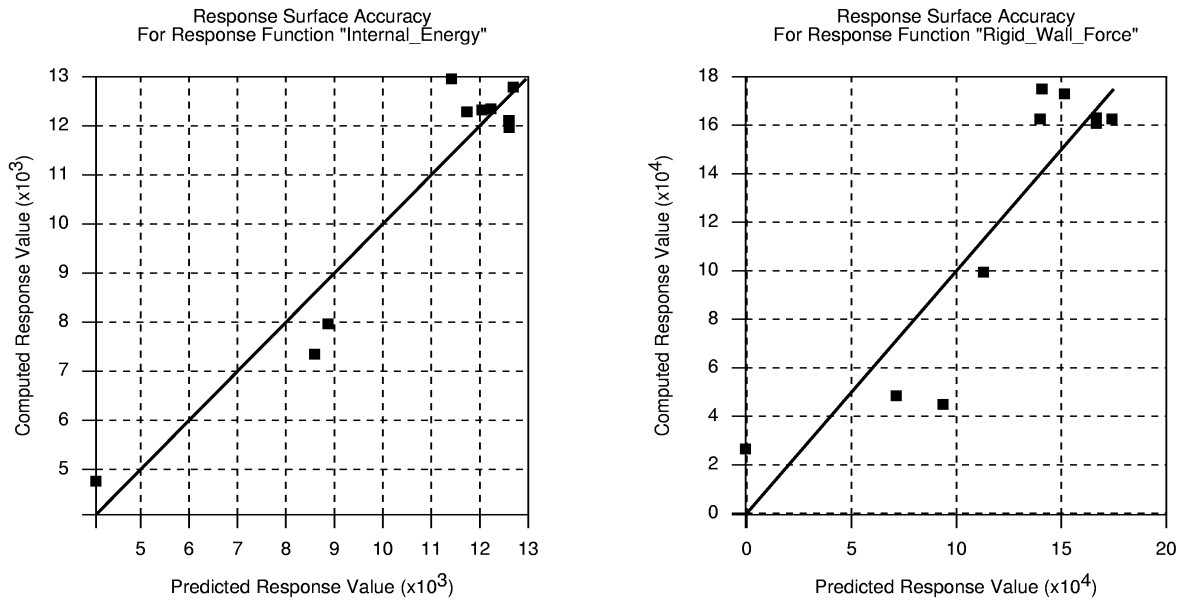 Response Surface Accuracy
For Response Function "Internal_Energy"
13
12
11
10
9
8
7
6
5
Computed Response Value (x10³)
5 6 7 8 9 10 11 12 13
Predicted Response Value (x10³)
Response Surface Accuracy
For Response Function "Rigid_Wall_Force"
18
16
14
12
10
8
6
4
2
0
Computed Response Value (x10⁴)
0 5 10 15 20
Predicted Response Value (x10⁴)